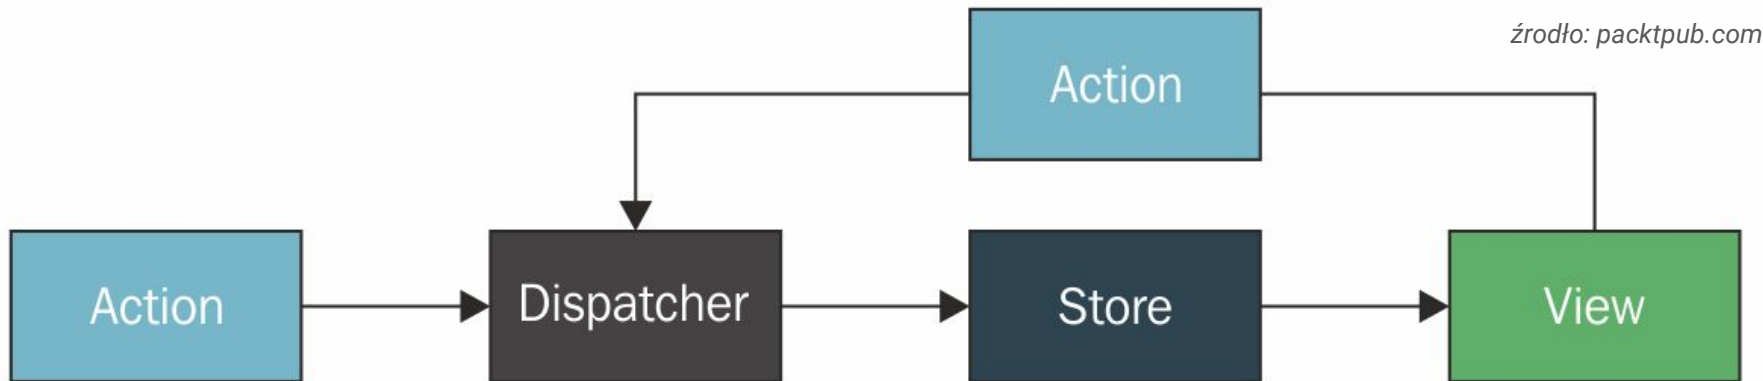 źrodło: packtpub.com
Action
Action
Dispatcher
Store
View